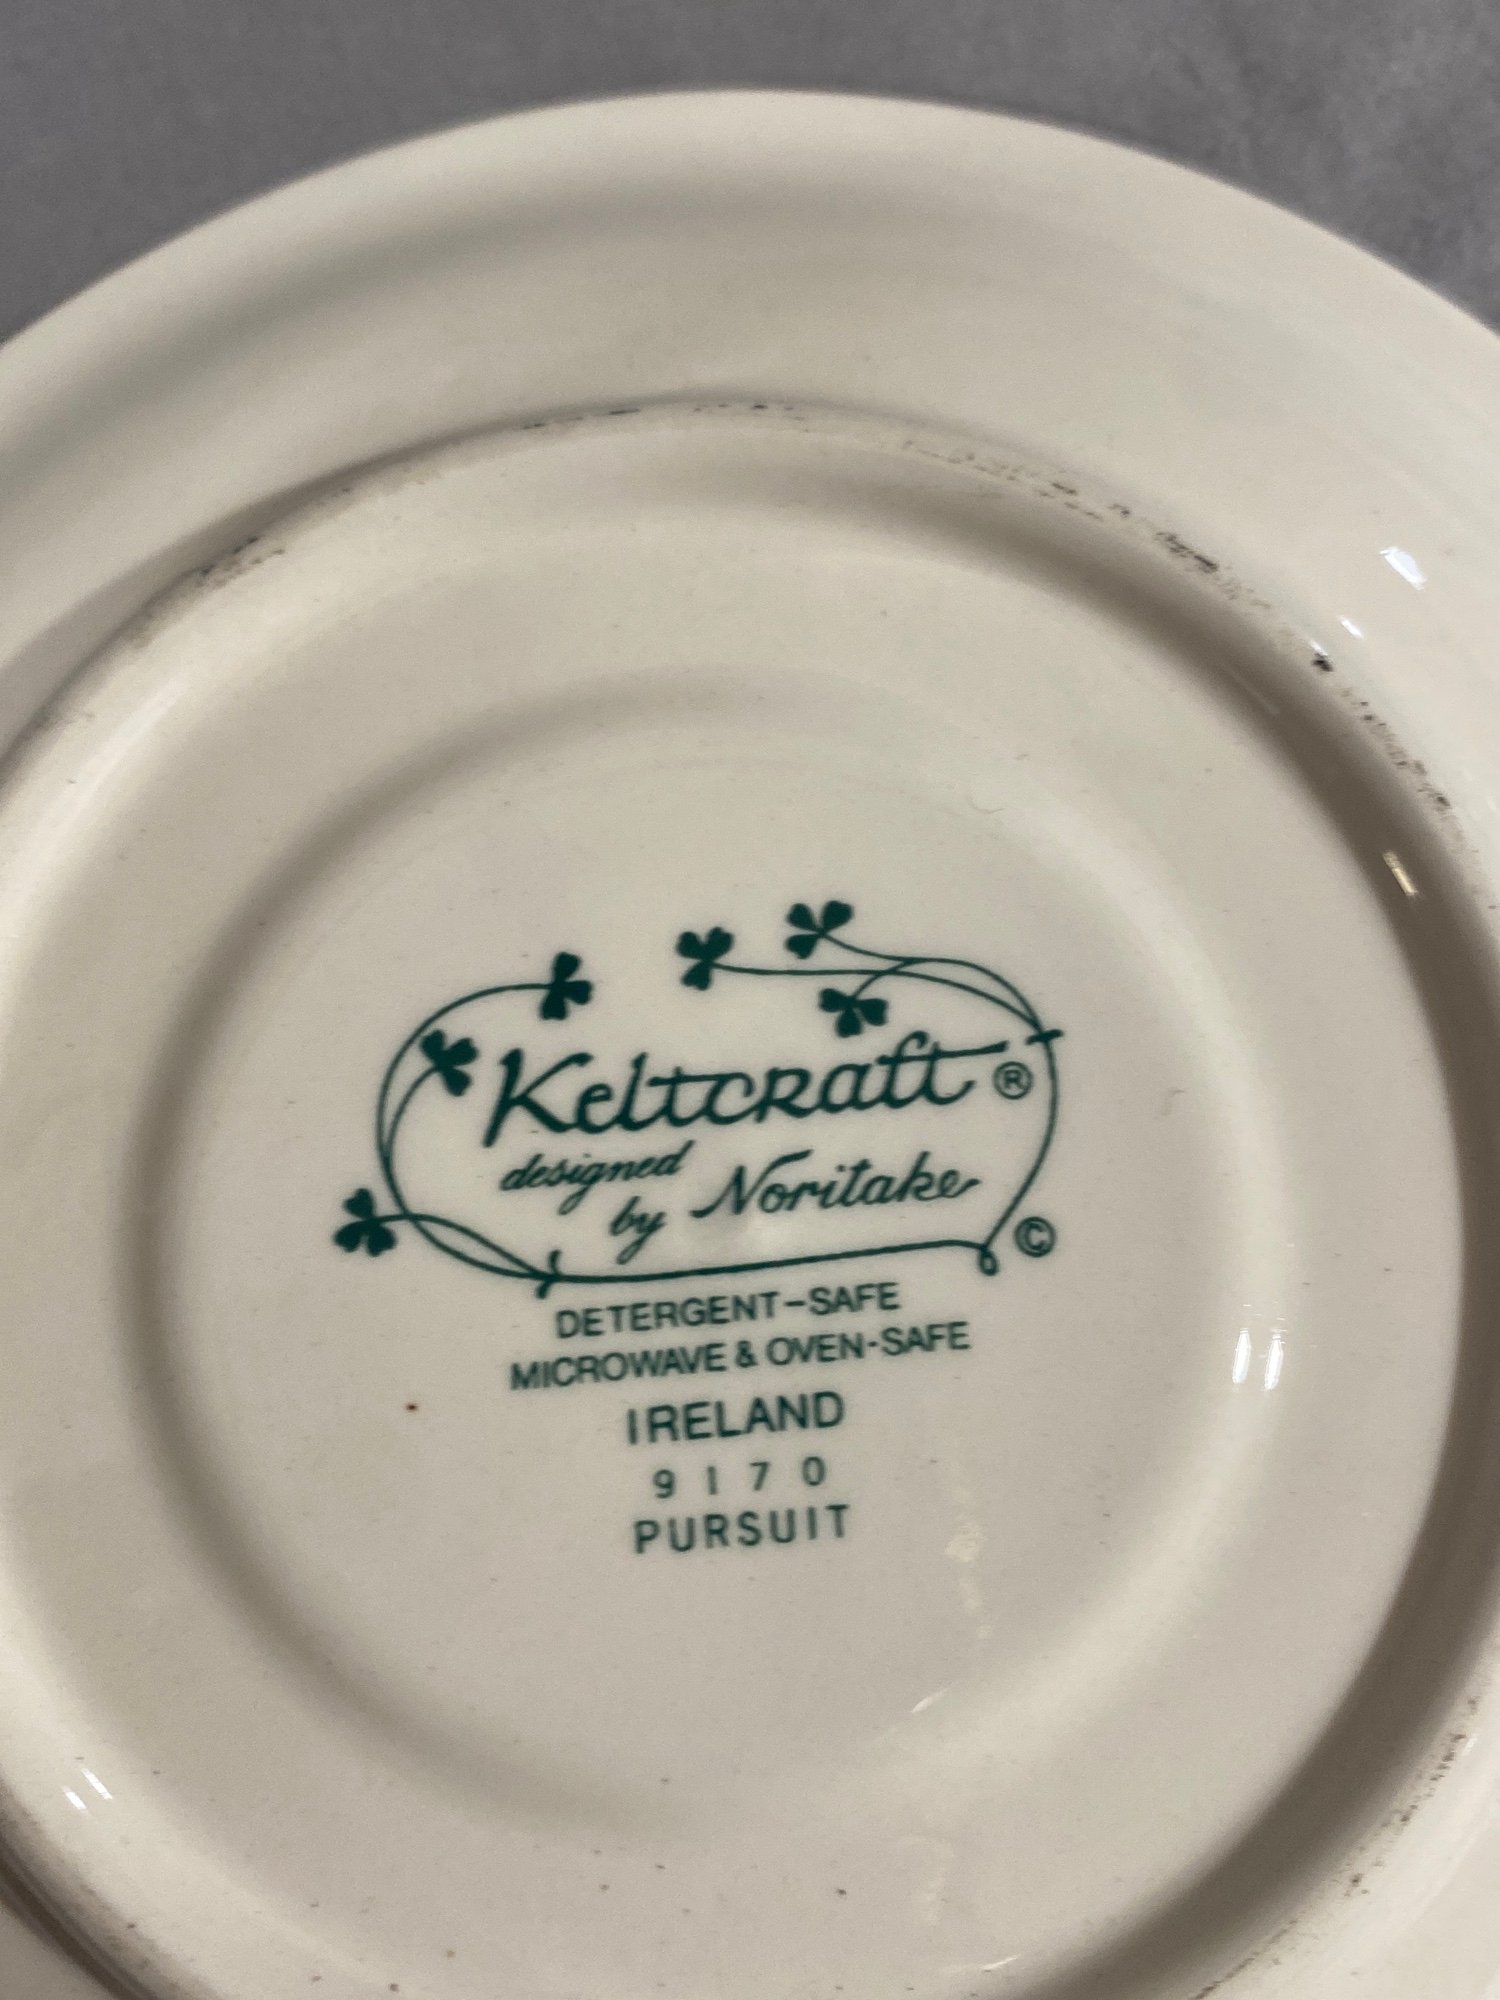 Keltcraft ®
designed
by Noritake
©
DETERGENT-SAFE
MICROWAVE & OVEN-SAFE
IRELAND
9170
PURSUIT